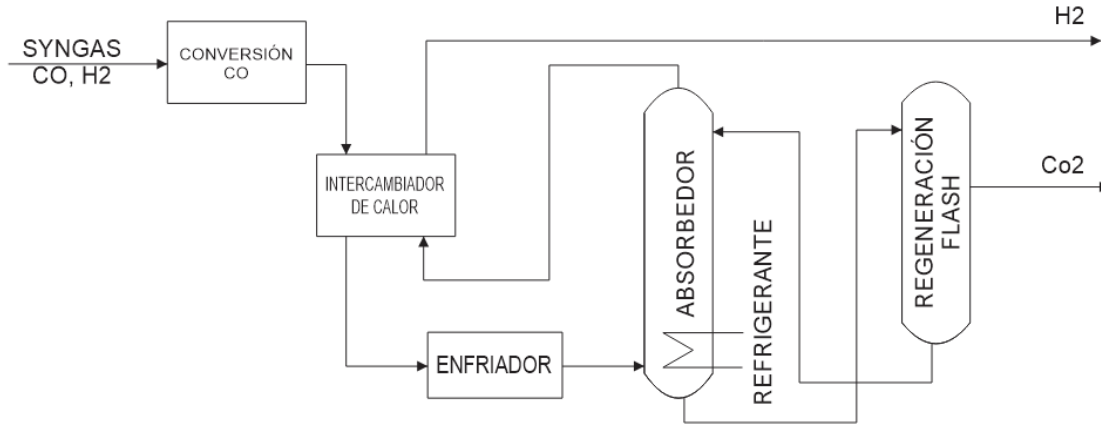 SYNGAS
CO, H2
CONVERSIÓN
CO
H2
INTERCAMBIADOR
DE CALOR
ENFRIADOR
ABSORBEDOR
REFRIGERANTE
REGENERACIÓN
FLASH
Co2